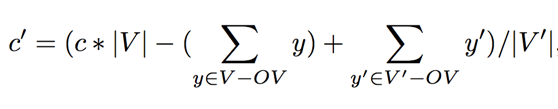 c′ = (c ∗ |V| − (∑_{y∈V−OV} y) + ∑_{y′∈V′−OV} y′)/|V′|,